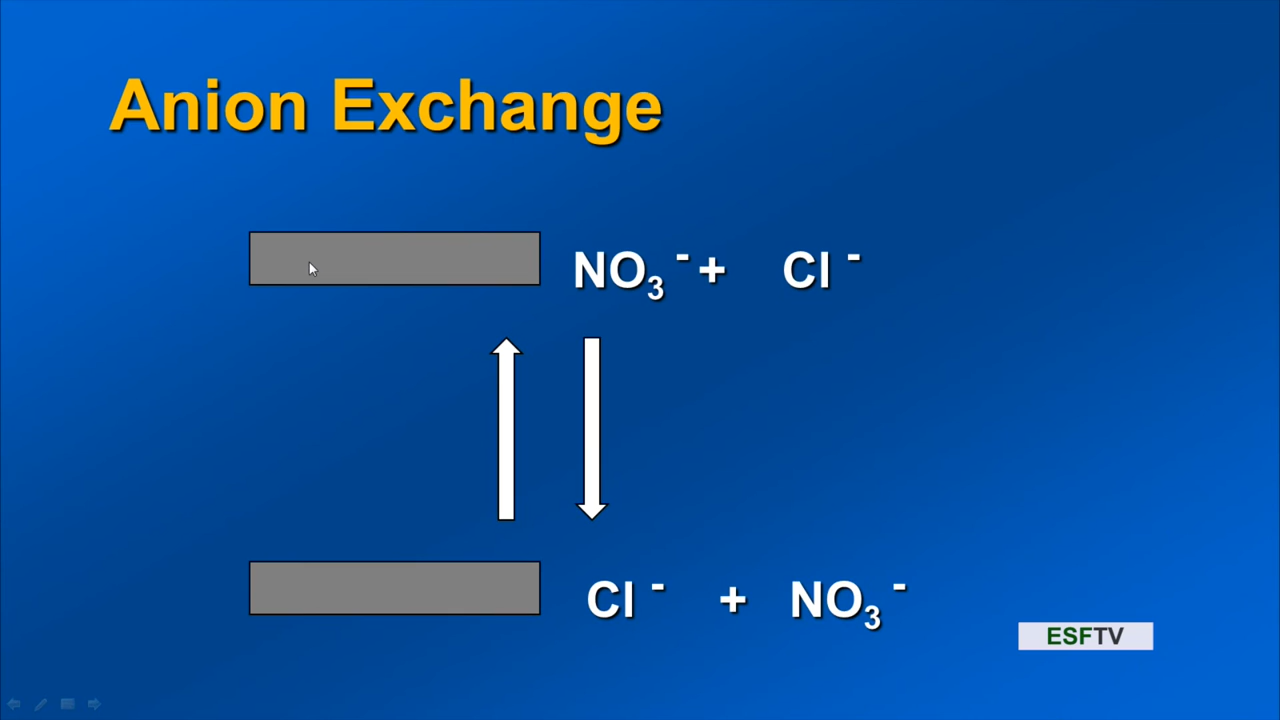 Anion Exchange
NO₃⁻ + Cl⁻
Cl⁻ + NO₃⁻
ESFTV